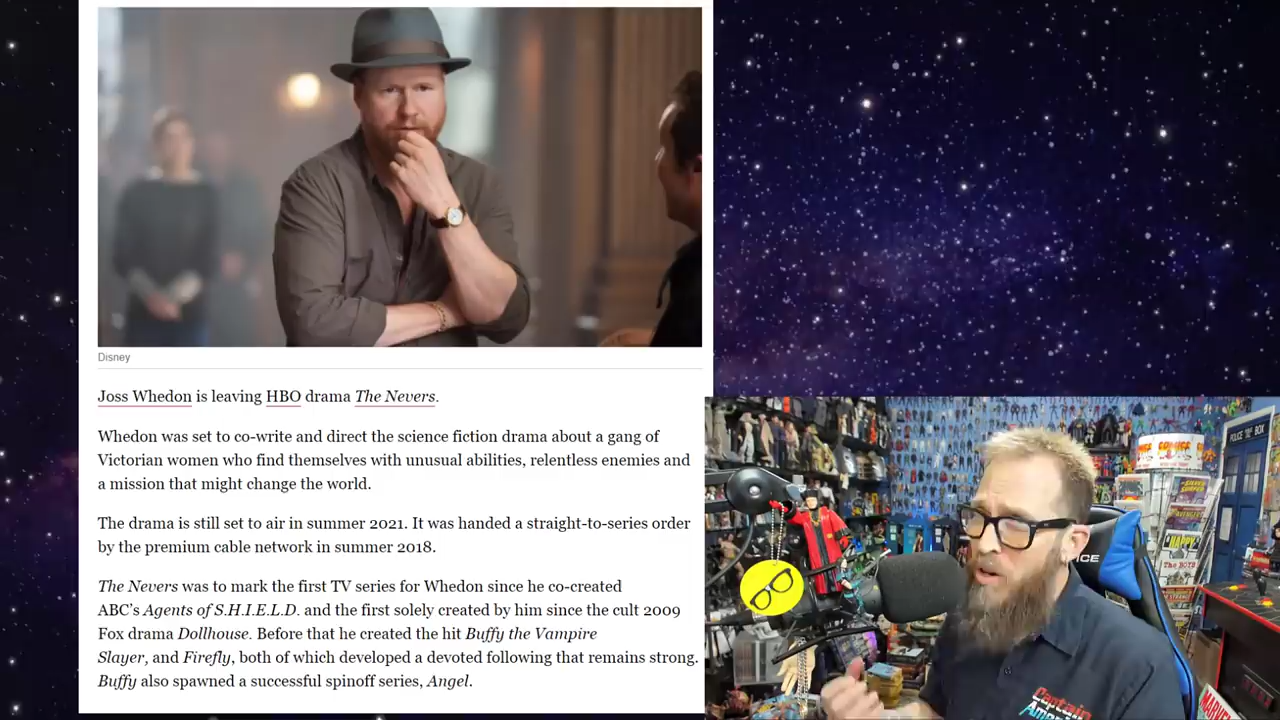 Disney
Joss Whedon is leaving HBO drama The Nevers.
Whedon was set to co-write and direct the science fiction drama about a gang of
Victorian women who find themselves with unusual abilities, relentless enemies and
a mission that might change the world.
The drama is still set to air in summer 2021. It was handed a straight-to-series order
by the premium cable network in summer 2018.
The Nevers was to mark the first TV series for Whedon since he co-created
ABC’s Agents of S.H.I.E.L.D. and the first solely created by him since the cult 2009
Fox drama Dollhouse. Before that he created the hit Buffy the Vampire
Slayer, and Firefly, both of which developed a devoted following that remains strong.
Buffy also spawned a successful spinoff series, Angel.
POLICE BOX
COMICS
HAPPY
The BOYS
Captain
MARVEL